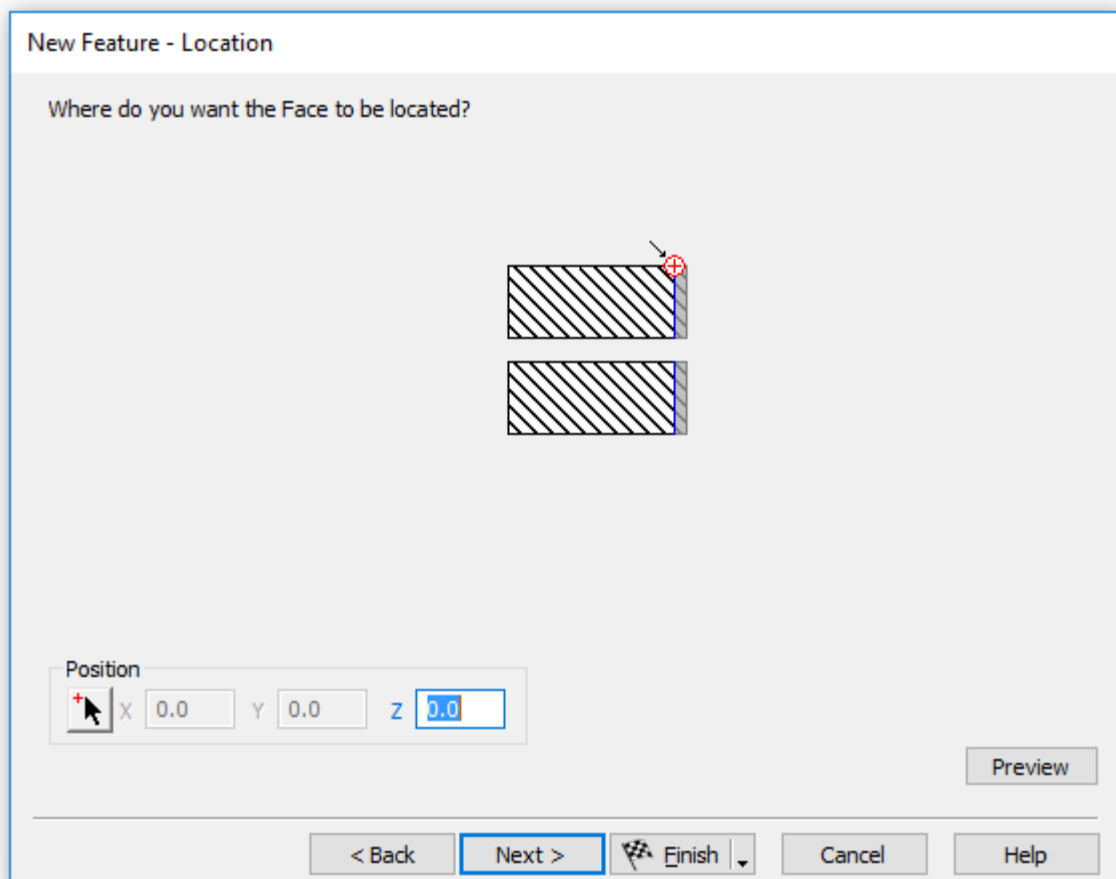 New Feature - Location
Where do you want the Face to be located?
Position
X 0.0 Y 0.0 Z 0.0
Preview
< Back Next > Finish Cancel Help